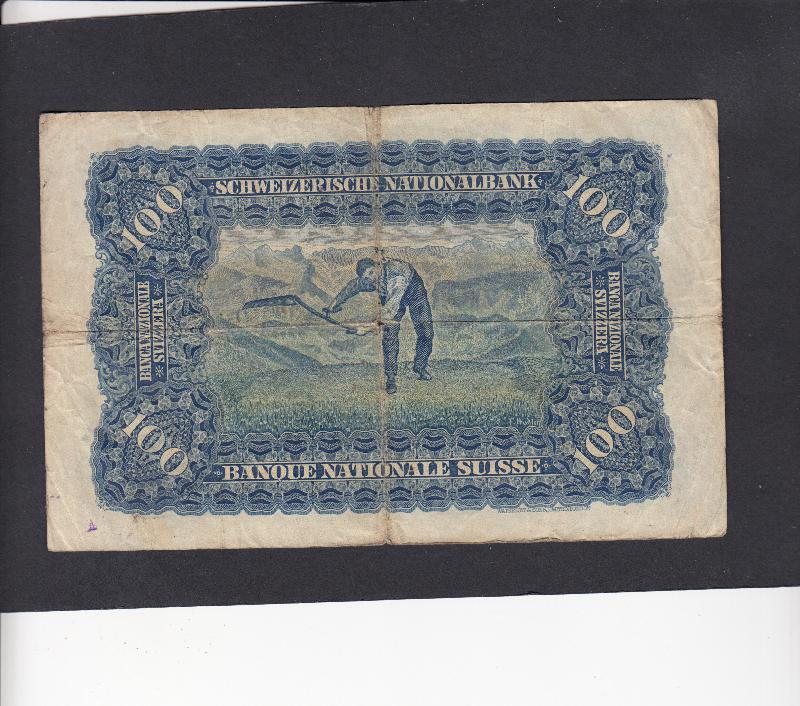 SCHWEIZERISCHE NATIONALBANK
100
100
BANCA NAZIONALE
SVIZZERA
BANCA NAZIONALE
SVIZZERA
100
100
BANQUE NATIONALE SUISSE